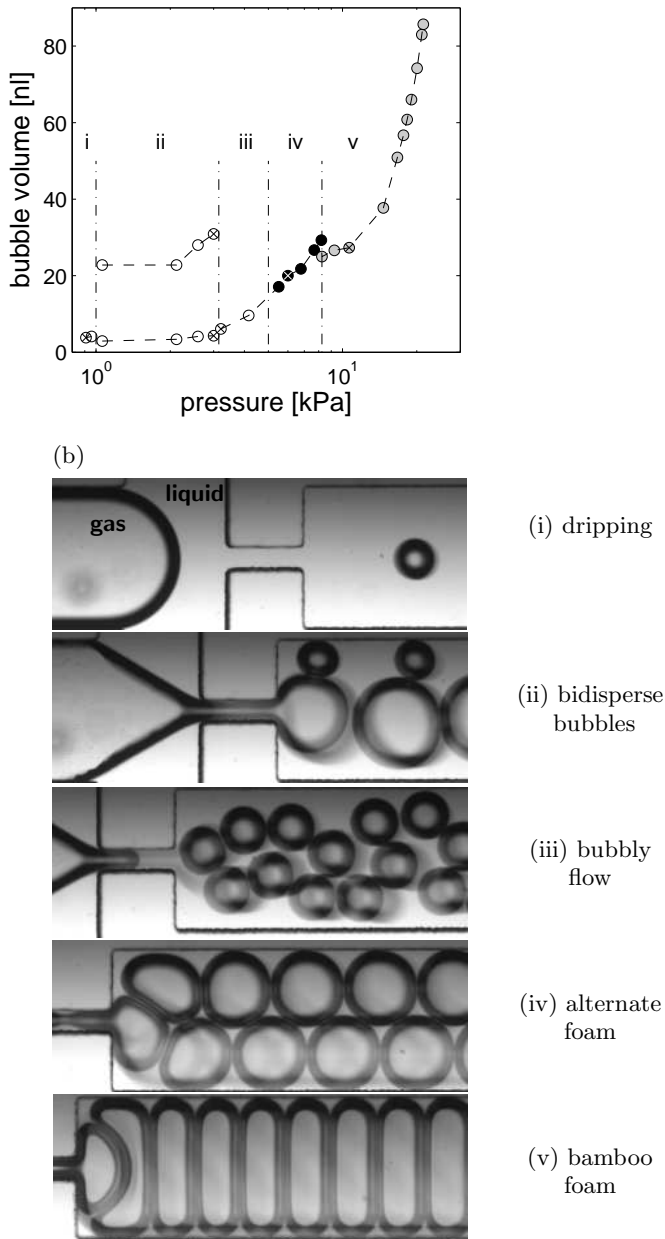 80
60
40
20
0
bubble volume [nl]
i ii iii iv v
10^0 10^1
pressure [kPa]
(b)
gas liquid
(i) dripping
(ii) bidisperse
bubbles
(iii) bubbly
flow
(iv) alternate
foam
(v) bamboo
foam